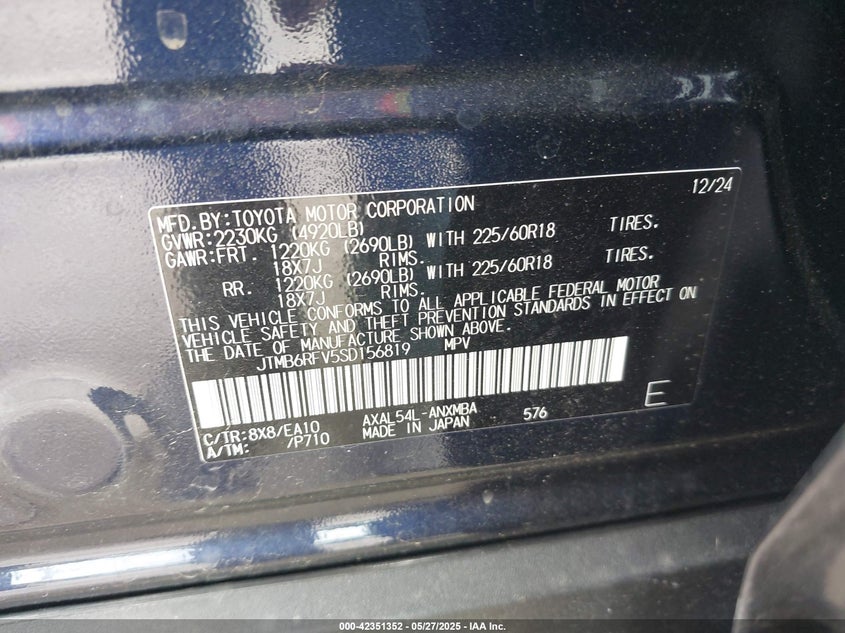 12/24
MFD.BY:TOYOTA MOTOR CORPORATION
GVWR:2230KG (4920LB)
GAWR:FRT. 1220KG (2690LB) WITH 225/60R18 TIRES.
18X7J RIMS.
RR. 1220KG (2690LB) WITH 225/60R18 TIRES.
18X7J RIMS.
THIS VEHICLE CONFORMS TO ALL APPLICABLE FEDERAL MOTOR
VEHICLE SAFETY AND THEFT PREVENTION STANDARDS IN EFFECT ON
THE DATE OF MANUFACTURE SHOWN ABOVE.
JTMB6RFV5SD156819 MPV
C/TR:8X8/EA10 AXAL54L-ANXMBA 576 E
A/TM: /P710 MADE IN JAPAN
000-42351352 - 05/27/2025 - IAA Inc.